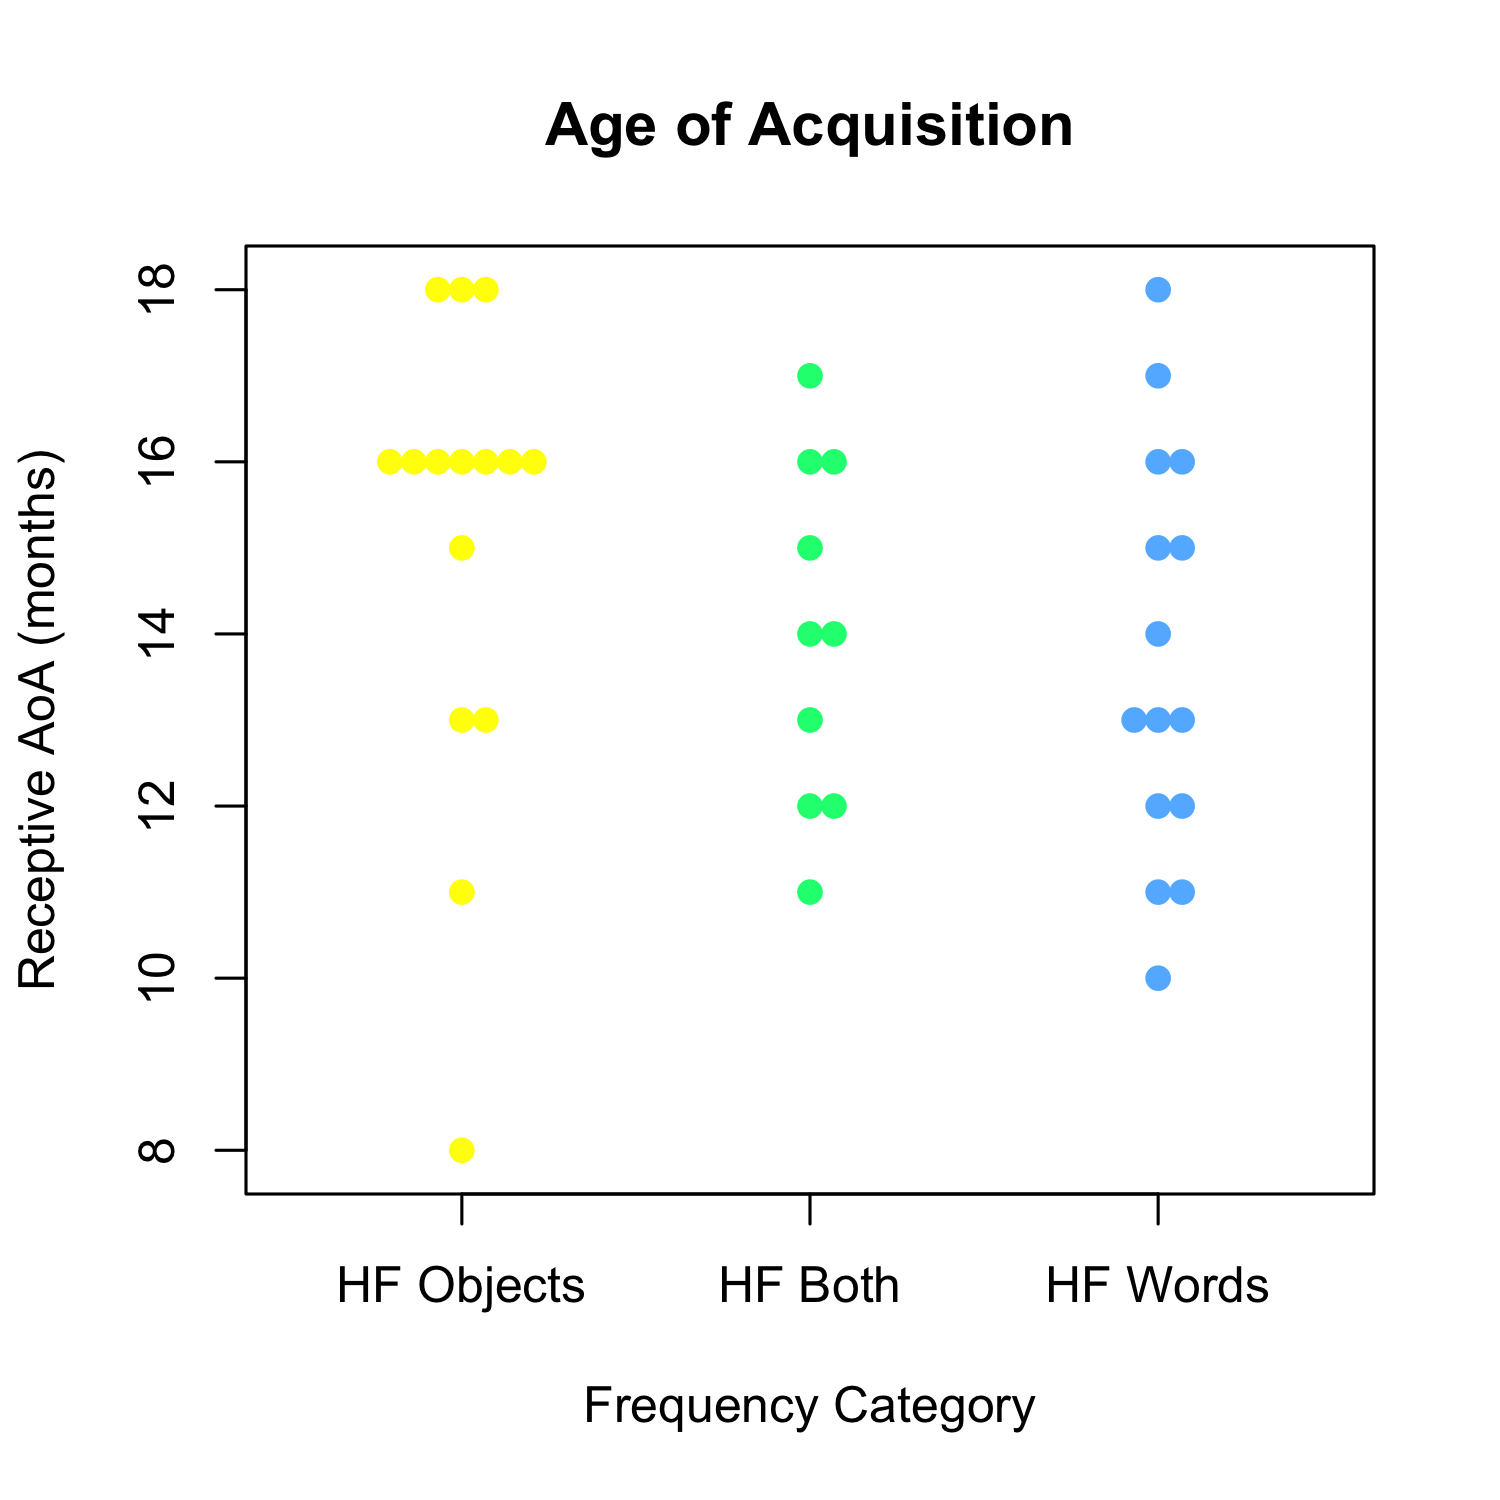 Age of Acquisition
Receptive AoA (months)
18
16
14
12
10
8
HF Objects
HF Both
HF Words
Frequency Category